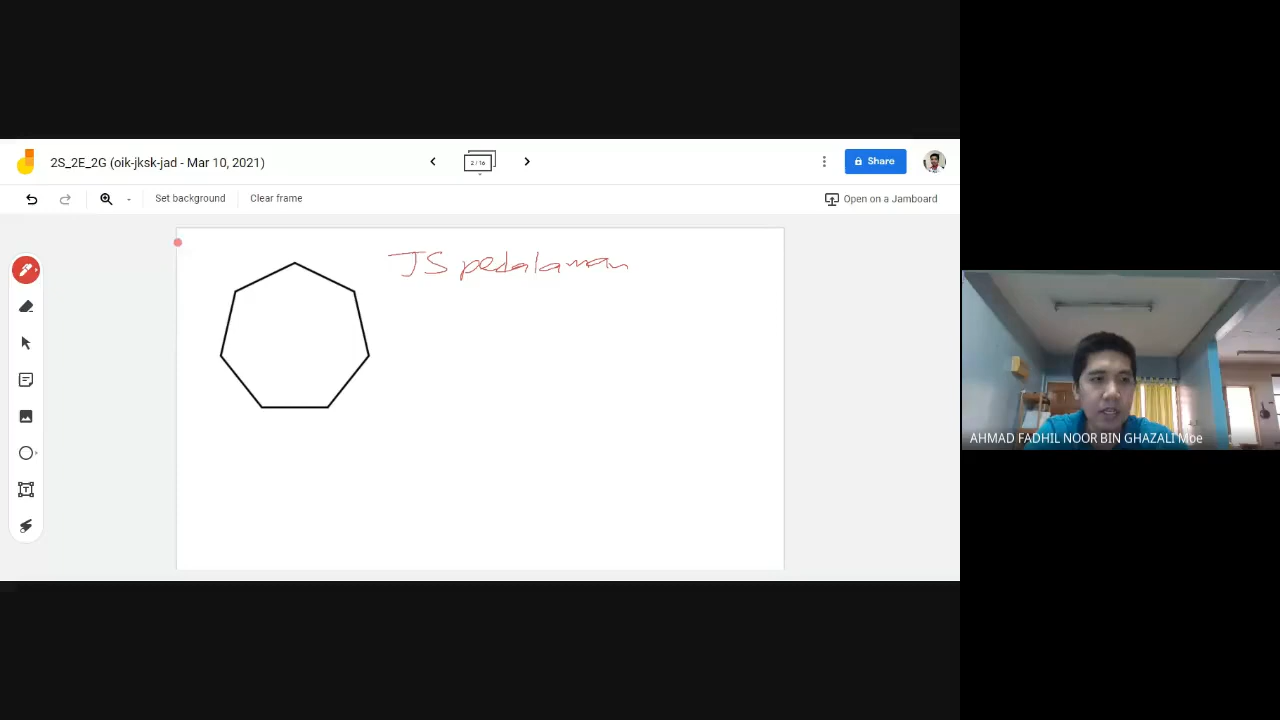 2S_2E_2G (oik-jksk-jad - Mar 10, 2021)
2 / 16
Share
Set background
Clear frame
Open on a Jamboard
JS pedalaman
AHMAD FADHIL NOOR BIN GHAZALI Moe